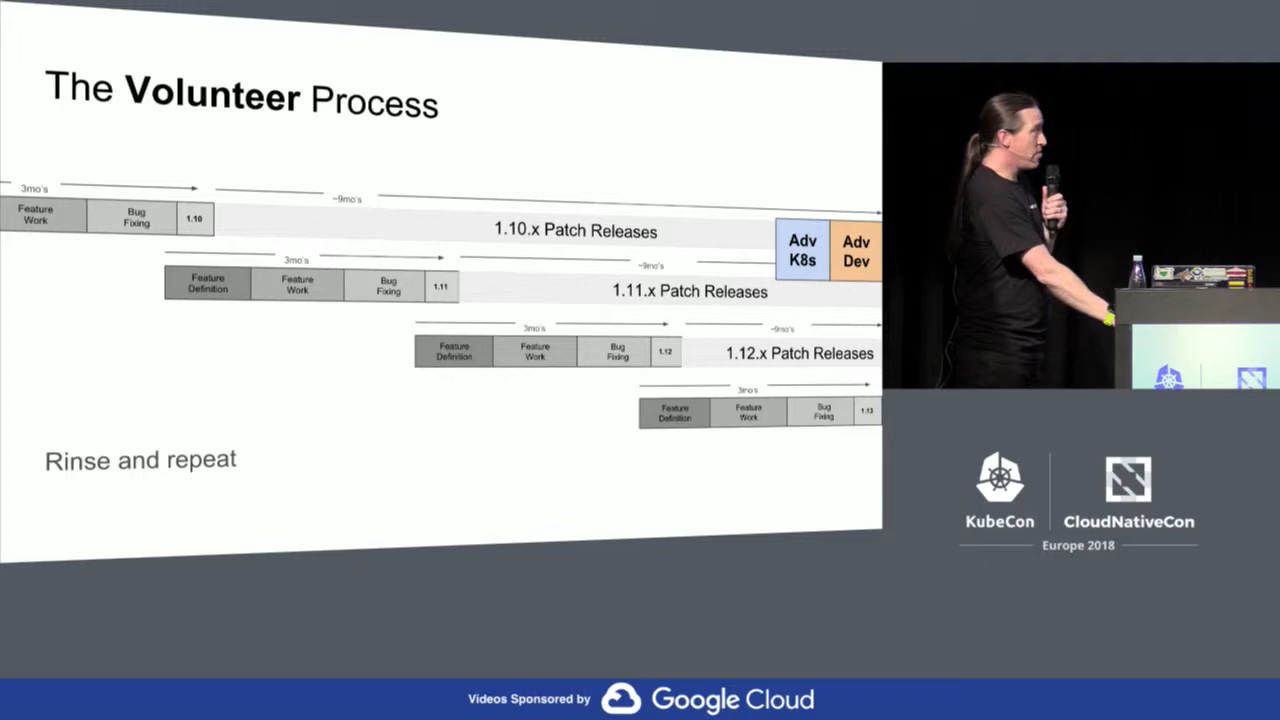 The Volunteer Process
3mo's
~9mo's
Feature Work
Bug Fixing
1.10
1.10.x Patch Releases
Adv K8s
Adv Dev
3mo's
~9mo's
Feature Definition
Feature Work
Bug Fixing
1.11
1.11.x Patch Releases
3mo's
~9mo's
Feature Definition
Feature Work
Bug Fixing
1.12
1.12.x Patch Releases
3mo's
Feature Definition
Feature Work
Bug Fixing
1.13
Rinse and repeat
KubeCon
CloudNativeCon
Europe 2018
Videos Sponsored by Google Cloud